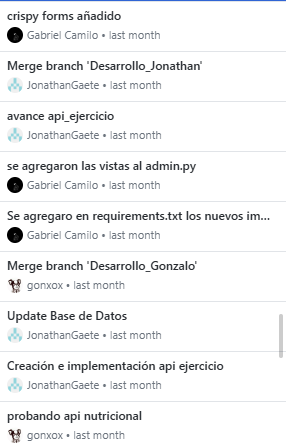 crispy forms añadido
Gabriel Camilo • last month
Merge branch 'Desarrollo_Jonathan'
JonathanGaete • last month
avance api_ejercicio
JonathanGaete • last month
se agregaron las vistas al admin.py
Gabriel Camilo • last month
Se agregaro en requirements.txt los nuevos im...
Gabriel Camilo • last month
Merge branch 'Desarrollo_Gonzalo'
gonxox • last month
Update Base de Datos
JonathanGaete • last month
Creación e implementación api ejercicio
JonathanGaete • last month
probando api nutricional
gonxox • last month